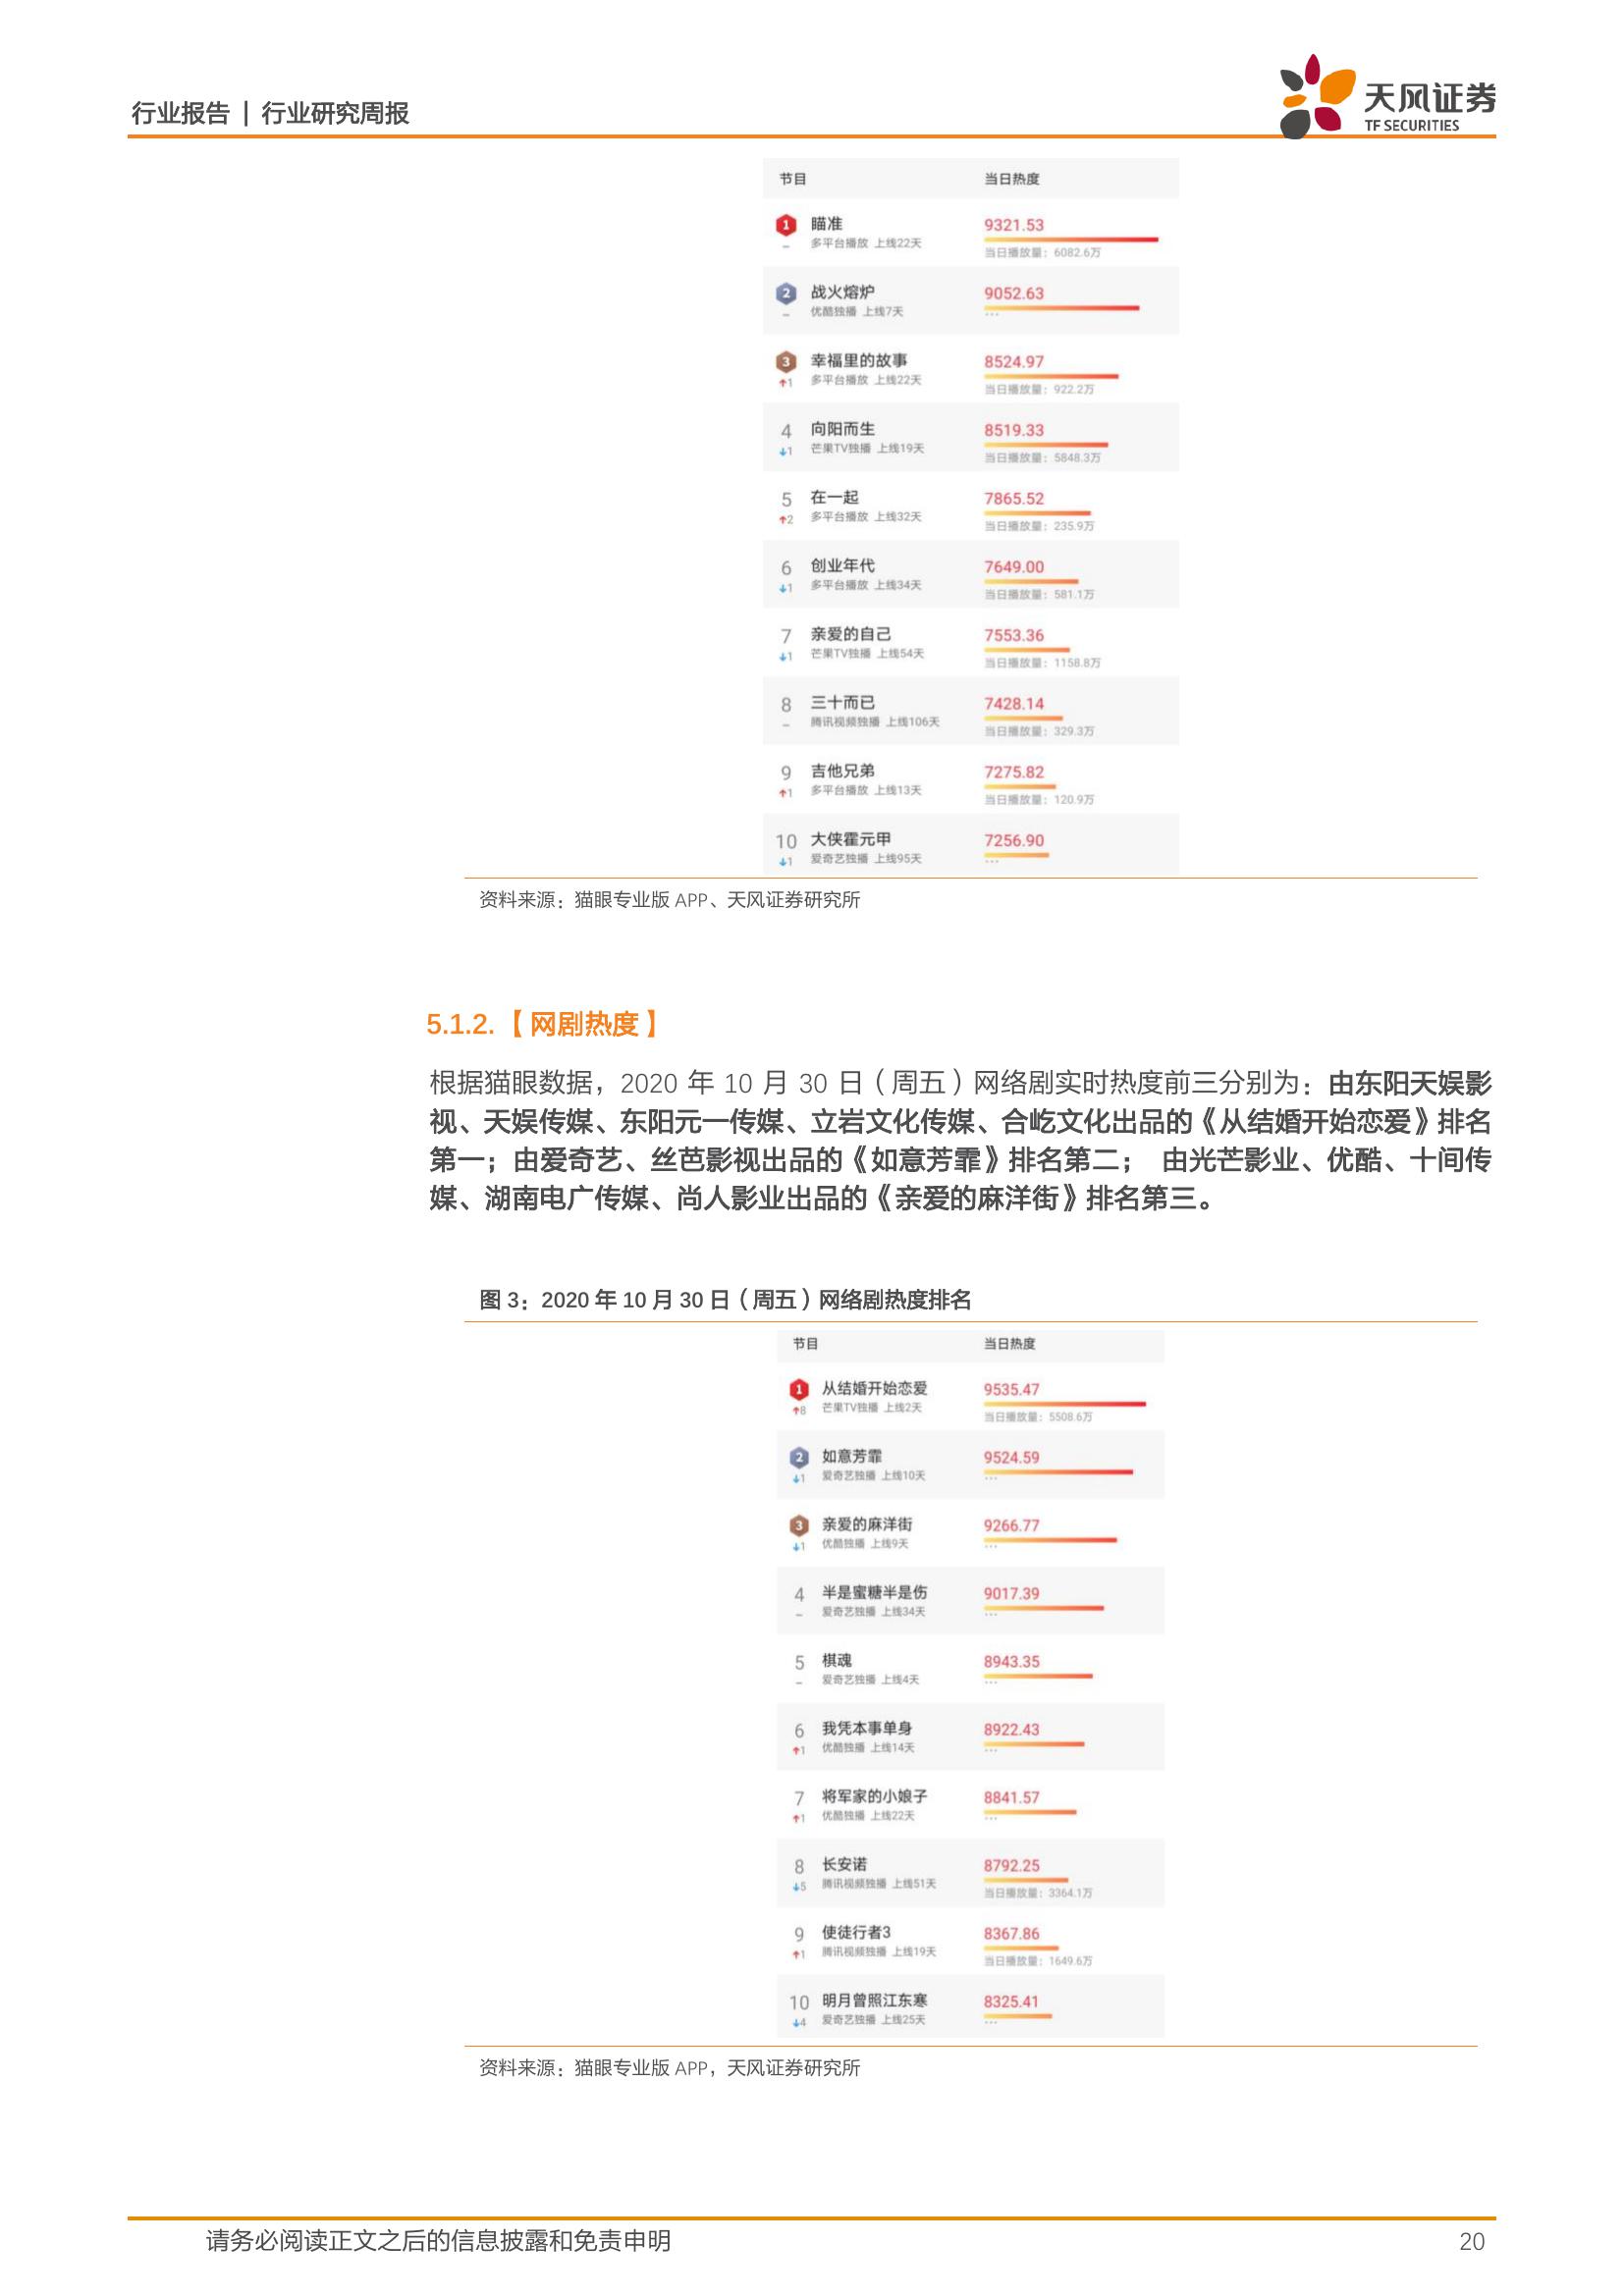 行业报告 | 行业研究周报
天风证券
TF SECURITIES
节目 当日热度
1 瞄准 9321.53
– 多平台播放 上线22天 当日播放量：6082.6万
2 战火熔炉 9052.63
– 优酷独播 上线7天 ...
3 幸福里的故事 8524.97
↑1 多平台播放 上线22天 当日播放量：922.2万
4 向阳而生 8519.33
↓1 芒果TV独播 上线19天 当日播放量：5848.3万
5 在一起 7865.52
↑2 多平台播放 上线32天 当日播放量：235.9万
6 创业年代 7649.00
↓1 多平台播放 上线34天 当日播放量：581.1万
7 亲爱的自己 7553.36
↓1 芒果TV独播 上线54天 当日播放量：1158.8万
8 三十而已 7428.14
– 腾讯视频独播 上线106天 当日播放量：329.3万
9 吉他兄弟 7275.82
↑1 多平台播放 上线13天 当日播放量：120.9万
10 大侠霍元甲 7256.90
↓1 爱奇艺独播 上线95天 ...
资料来源：猫眼专业版 APP、天风证券研究所
5.1.2.【网剧热度】
根据猫眼数据，2020 年 10 月 30 日（周五）网络剧实时热度前三分别为：由东阳天娱影
视、天娱传媒、东阳元一传媒、立岩文化传媒、合屹文化出品的《从结婚开始恋爱》排名
第一；由爱奇艺、丝芭影视出品的《如意芳霏》排名第二； 由光芒影业、优酷、十间传
媒、湖南电广传媒、尚人影业出品的《亲爱的麻洋街》排名第三。
图 3：2020 年 10 月 30 日（周五）网络剧热度排名
节目 当日热度
1 从结婚开始恋爱 9535.47
↑8 芒果TV独播 上线2天 当日播放量：5508.6万
2 如意芳霏 9524.59
↓1 爱奇艺独播 上线10天 ...
3 亲爱的麻洋街 9266.77
↓1 优酷独播 上线9天 ...
4 半是蜜糖半是伤 9017.39
– 爱奇艺独播 上线34天 ...
5 棋魂 8943.35
– 爱奇艺独播 上线4天 ...
6 我凭本事单身 8922.43
↑1 优酷独播 上线14天 ...
7 将军家的小娘子 8841.57
↑1 优酷独播 上线22天 ...
8 长安诺 8792.25
↓5 腾讯视频独播 上线51天 当日播放量：3364.1万
9 使徒行者3 8367.86
↑1 腾讯视频独播 上线19天 当日播放量：1649.6万
10 明月曾照江东寒 8325.41
↓4 爱奇艺独播 上线25天 ...
资料来源：猫眼专业版 APP，天风证券研究所
请务必阅读正文之后的信息披露和免责申明 20